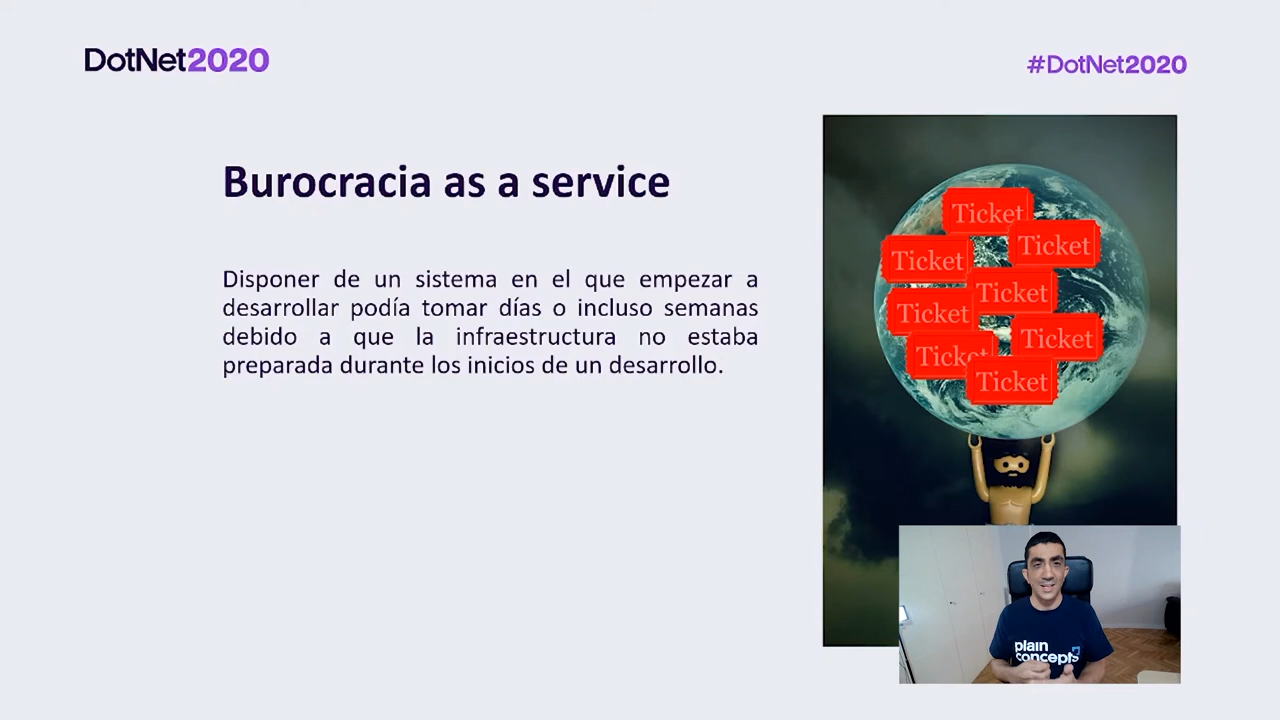 DotNet2020
#DotNet2020
Burocracia as a service
Disponer de un sistema en el que empezar a
desarrollar podía tomar días o incluso semanas
debido a que la infraestructura no estaba
preparada durante los inicios de un desarrollo.
Ticket
Ticket
Ticket
Ticket
Ticket
Ticket
Ticket
Ticket
plain
concepts